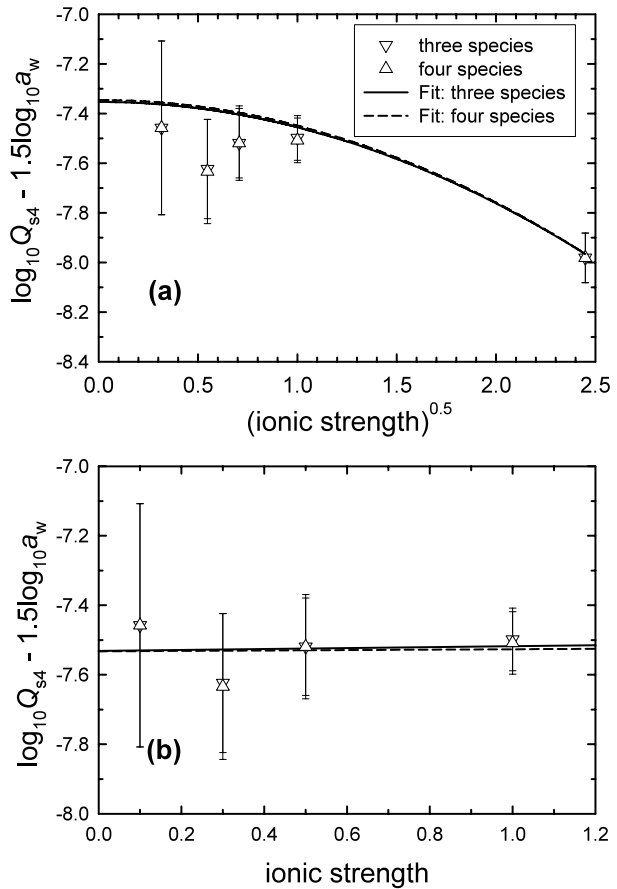 -7.0
-7.2
-7.4
-7.6
-7.8
-8.0
-8.2
-8.4
log₁₀Qₛ₄ - 1.5log₁₀a_w
three species
four species
Fit: three species
Fit: four species
(a)
0.0 0.5 1.0 1.5 2.0 2.5
(ionic strength)^0.5
-7.0
-7.2
-7.4
-7.6
-7.8
-8.0
log₁₀Qₛ₄ - 1.5log₁₀a_w
(b)
0.0 0.2 0.4 0.6 0.8 1.0 1.2
ionic strength